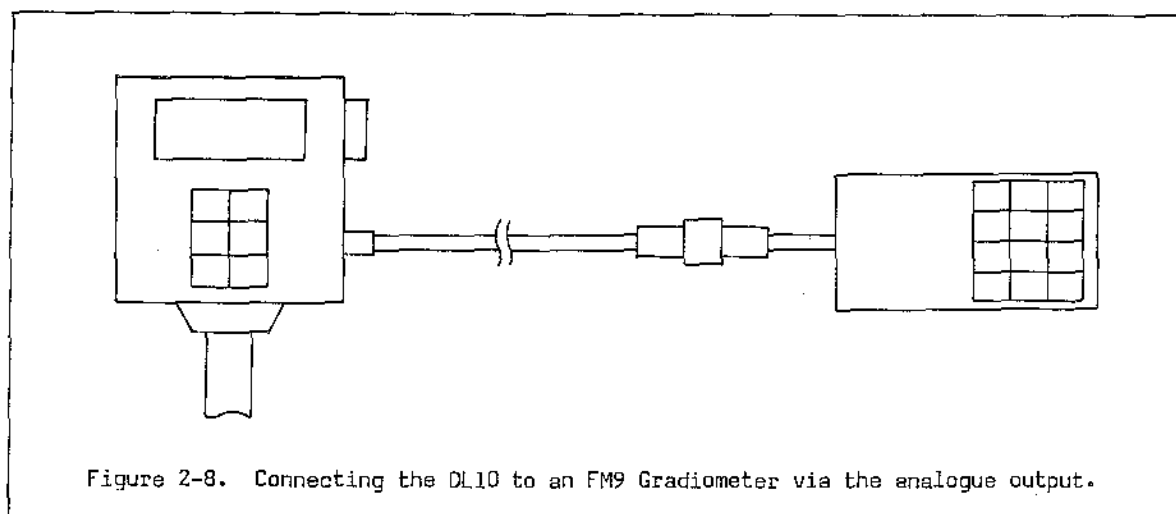 Figure 2-8. Connecting the DL10 to an FM9 Gradiometer via the analogue output.